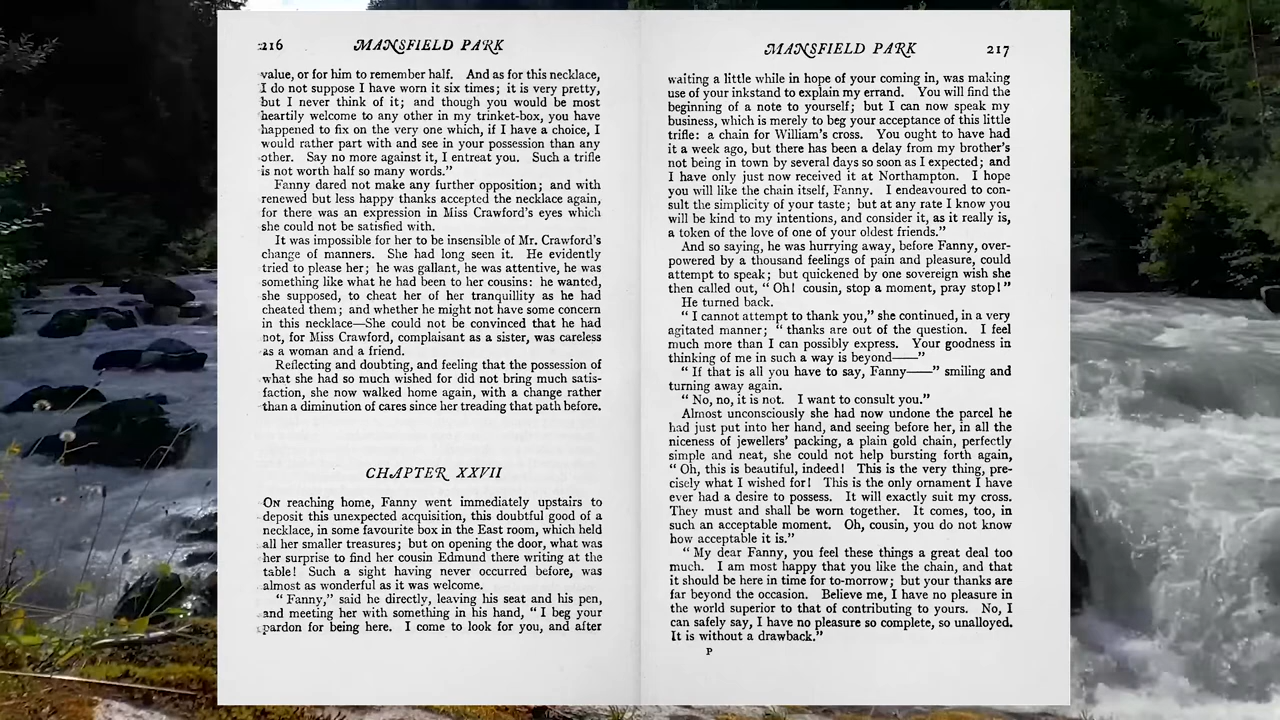 216
MANSFIELD PARK
value, or for him to remember half. And as for this necklace,
I do not suppose I have worn it six times; it is very pretty,
but I never think of it; and though you would be most
heartily welcome to any other in my trinket-box, you have
happened to fix on the very one which, if I have a choice, I
would rather part with and see in your possession than any
other. Say no more against it, I entreat you. Such a trifle
is not worth half so many words.”
Fanny dared not make any further opposition; and with
renewed but less happy thanks accepted the necklace again,
for there was an expression in Miss Crawford's eyes which
she could not be satisfied with.
It was impossible for her to be insensible of Mr. Crawford's
change of manners. She had long seen it. He evidently
tried to please her; he was gallant, he was attentive, he was
something like what he had been to her cousins: he wanted,
she supposed, to cheat her of her tranquillity as he had
cheated them; and whether he might not have some concern
in this necklace—She could not be convinced that he had
not, for Miss Crawford, complaisant as a sister, was careless
as a woman and a friend.
Reflecting and doubting, and feeling that the possession of
what she had so much wished for did not bring much satis-
faction, she now walked home again, with a change rather
than a diminution of cares since her treading that path before.
CHAPTER XXVII
On reaching home, Fanny went immediately upstairs to
deposit this unexpected acquisition, this doubtful good of a
necklace, in some favourite box in the East room, which held
all her smaller treasures; but on opening the door, what was
her surprise to find her cousin Edmund there writing at the
table! Such a sight having never occurred before, was
almost as wonderful as it was welcome.
“ Fanny,” said he directly, leaving his seat and his pen,
and meeting her with something in his hand, “ I beg your
pardon for being here. I come to look for you, and after
MANSFIELD PARK
217
waiting a little while in hope of your coming in, was making
use of your inkstand to explain my errand. You will find the
beginning of a note to yourself; but I can now speak my
business, which is merely to beg your acceptance of this little
trifle: a chain for William's cross. You ought to have had
it a week ago, but there has been a delay from my brother's
not being in town by several days so soon as I expected; and
I have only just now received it at Northampton. I hope
you will like the chain itself, Fanny. I endeavoured to con-
sult the simplicity of your taste; but at any rate I know you
will be kind to my intentions, and consider it, as it really is,
a token of the love of one of your oldest friends.”
And so saying, he was hurrying away, before Fanny, over-
powered by a thousand feelings of pain and pleasure, could
attempt to speak; but quickened by one sovereign wish she
then called out, “ Oh! cousin, stop a moment, pray stop!”
He turned back.
“ I cannot attempt to thank you,” she continued, in a very
agitated manner; “ thanks are out of the question. I feel
much more than I can possibly express. Your goodness in
thinking of me in such a way is beyond——”
“ If that is all you have to say, Fanny——” smiling and
turning away again.
“ No, no, it is not. I want to consult you.”
Almost unconsciously she had now undone the parcel he
had just put into her hand, and seeing before her, in all the
niceness of jewellers' packing, a plain gold chain, perfectly
simple and neat, she could not help bursting forth again,
“ Oh, this is beautiful, indeed! This is the very thing, pre-
cisely what I wished for! This is the only ornament I have
ever had a desire to possess. It will exactly suit my cross.
They must and shall be worn together. It comes, too, in
such an acceptable moment. Oh, cousin, you do not know
how acceptable it is.”
“ My dear Fanny, you feel these things a great deal too
much. I am most happy that you like the chain, and that
it should be here in time for to-morrow; but your thanks are
far beyond the occasion. Believe me, I have no pleasure in
the world superior to that of contributing to yours. No, I
can safely say, I have no pleasure so complete, so unalloyed.
It is without a drawback.”
P